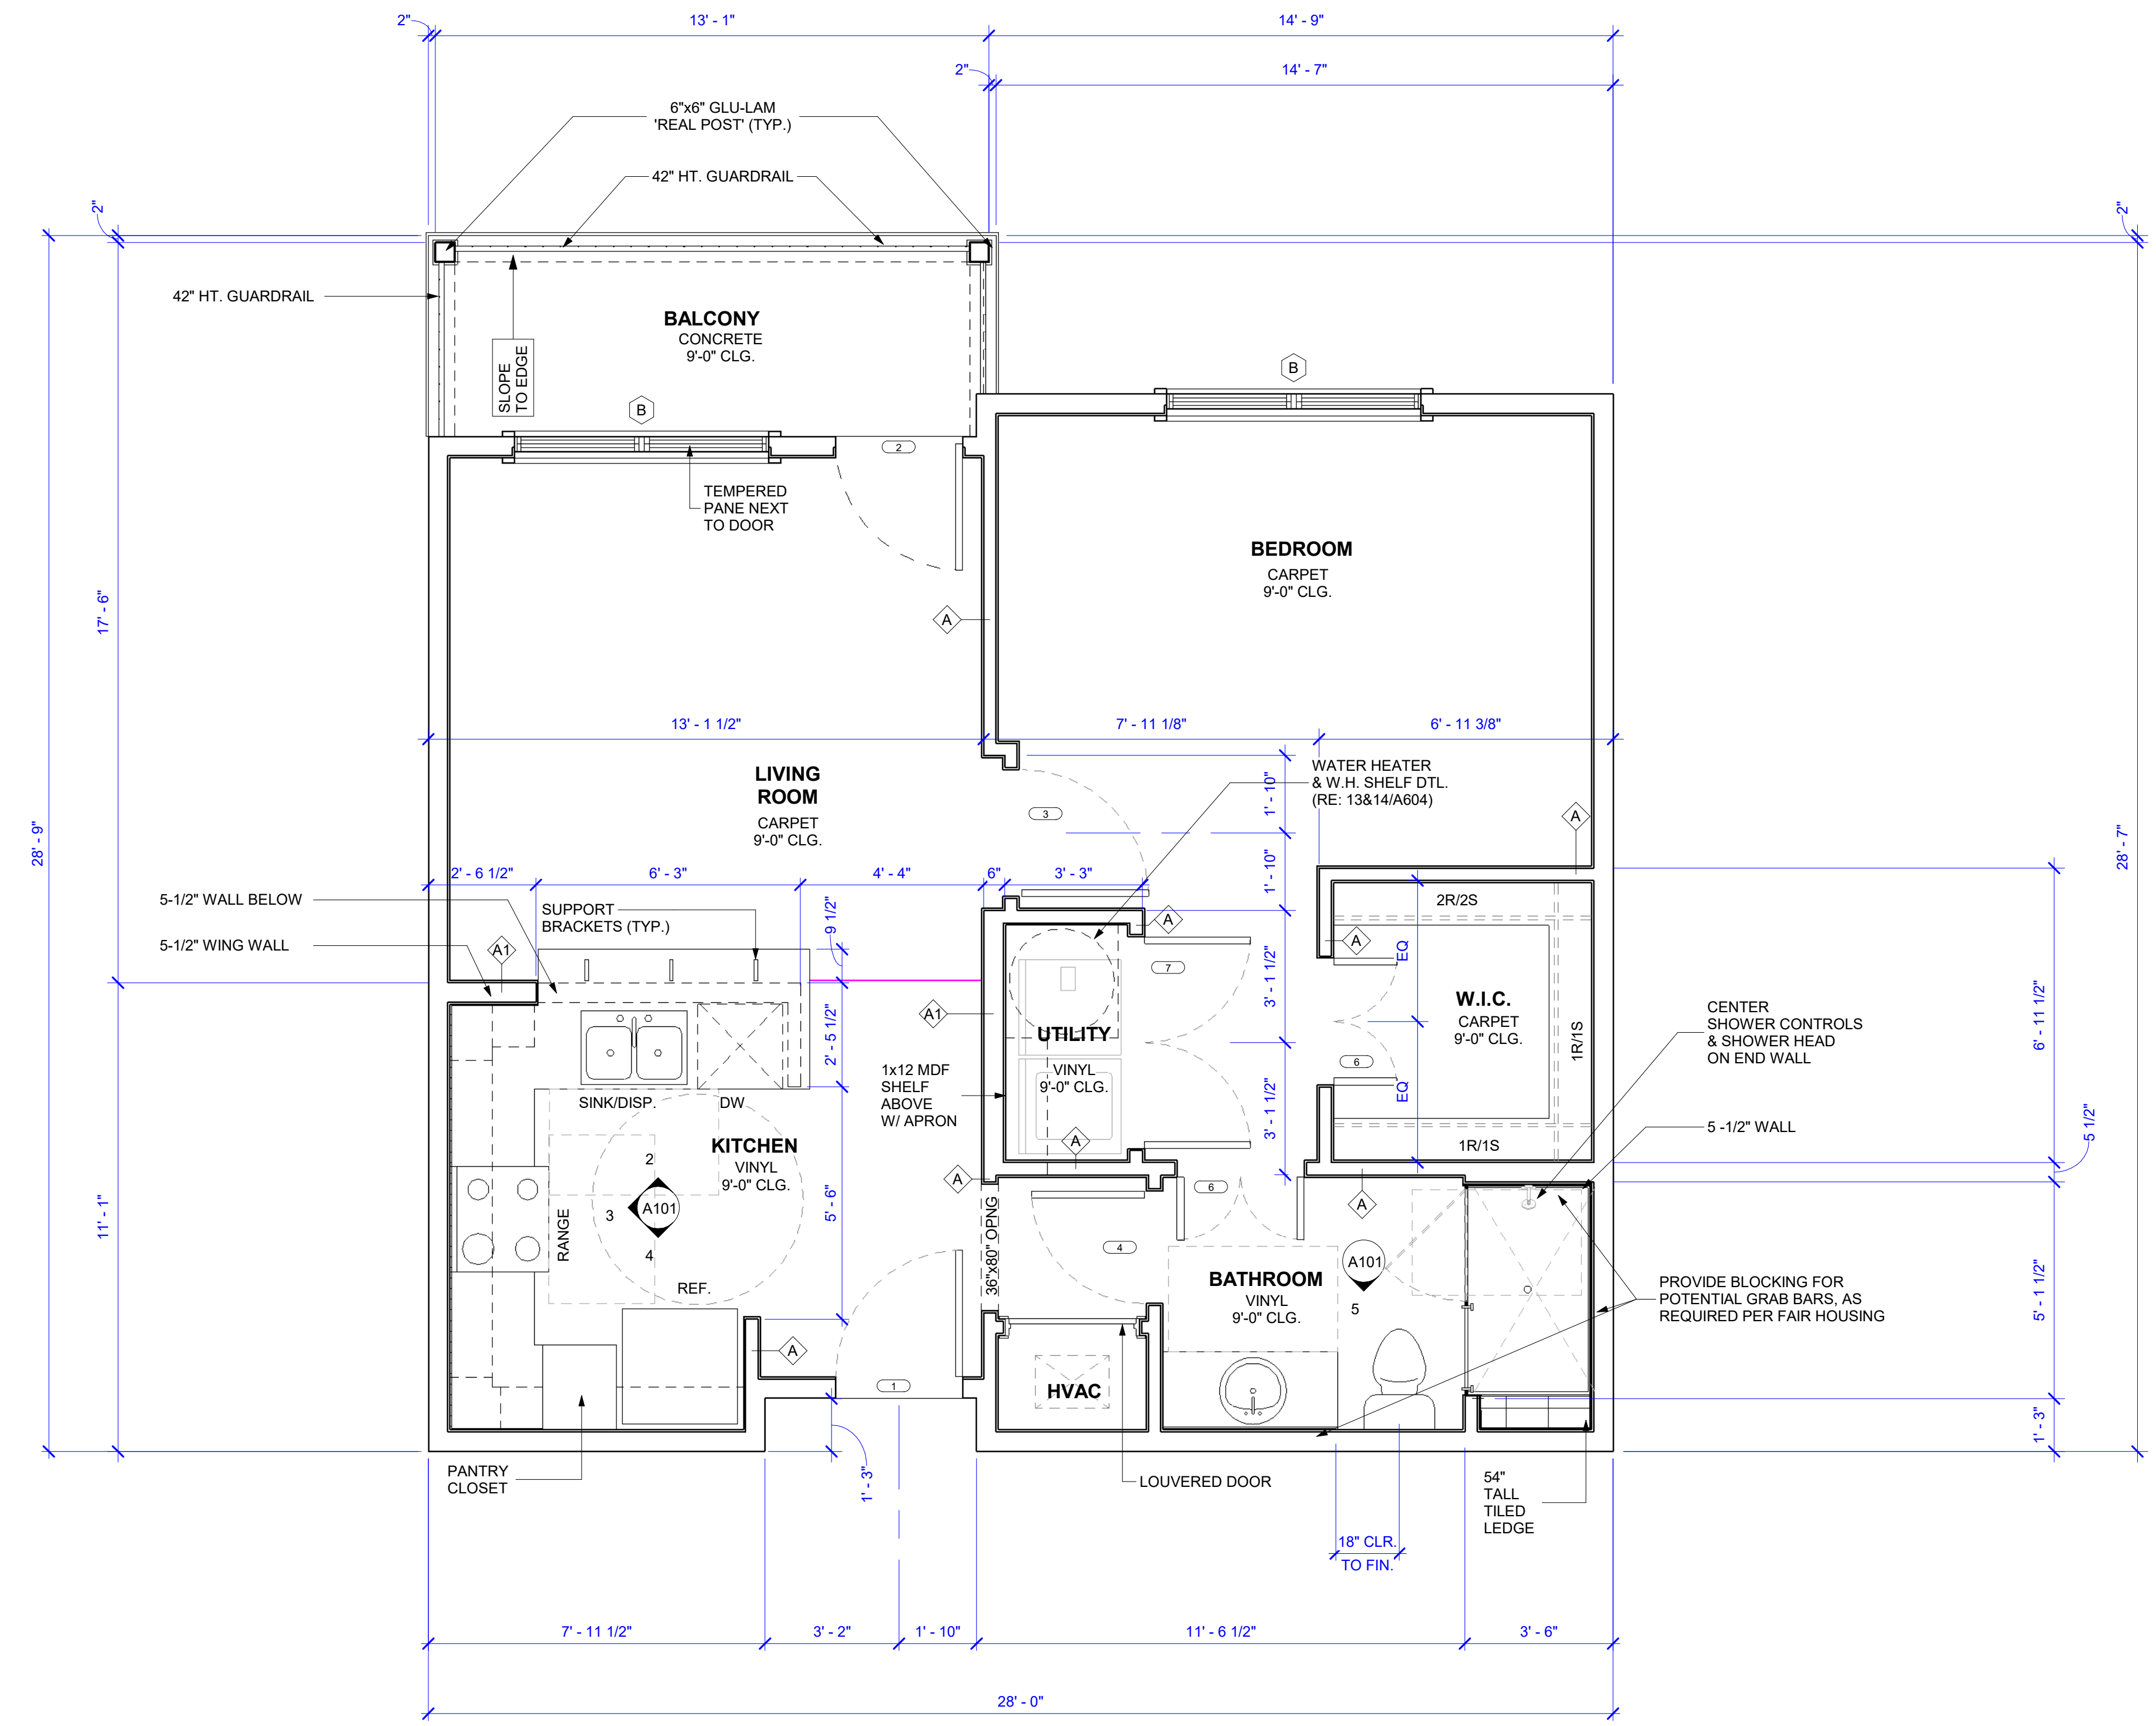 2"
13' - 1"
14' - 9"
2"
14' - 7"
6"x6" GLU-LAM
'REAL POST' (TYP.)
42" HT. GUARDRAIL
2"
2"
42" HT. GUARDRAIL
BALCONY
CONCRETE
9'-0" CLG.
SLOPE
TO EDGE
B
B
2
TEMPERED
PANE NEXT
TO DOOR
BEDROOM
CARPET
9'-0" CLG.
17' - 6"
A
13' - 1 1/2"
7' - 11 1/8"
6' - 11 3/8"
LIVING
ROOM
CARPET
9'-0" CLG.
WATER HEATER
& W.H. SHELF DTL.
(RE: 13&14/A604)
1' - 10"
3
A
28' - 9"
28' - 7"
2' - 6 1/2"
6' - 3"
4' - 4"
6"
3' - 3"
1' - 10"
5-1/2" WALL BELOW
SUPPORT
BRACKETS (TYP.)
9 1/2"
A
2R/2S
5-1/2" WING WALL
A1
A
EQ
7
3' - 1 1/2"
W.I.C.
CARPET
9'-0" CLG.
A1
UTILITY
VINYL
9'-0" CLG.
2' - 5 1/2"
1R/1S
6' - 11 1/2"
CENTER
SHOWER CONTROLS
& SHOWER HEAD
ON END WALL
6
1x12 MDF
SHELF
ABOVE
W/ APRON
EQ
3' - 1 1/2"
SINK/DISP.
DW
KITCHEN
VINYL
9'-0" CLG.
A
1R/1S
5 -1/2" WALL
5 1/2"
2
A101
3
4
RANGE
5' - 6"
A
36"x80" OPNG
6
A
4
11' - 1"
REF.
BATHROOM
VINYL
9'-0" CLG.
A101
5
5' - 1 1/2"
PROVIDE BLOCKING FOR
POTENTIAL GRAB BARS, AS
REQUIRED PER FAIR HOUSING
A
1
HVAC
1' - 3"
PANTRY
CLOSET
1' - 3"
LOUVERED DOOR
54"
TALL
TILED
LEDGE
18" CLR.
TO FIN.
7' - 11 1/2"
3' - 2"
1' - 10"
11' - 6 1/2"
3' - 6"
28' - 0"